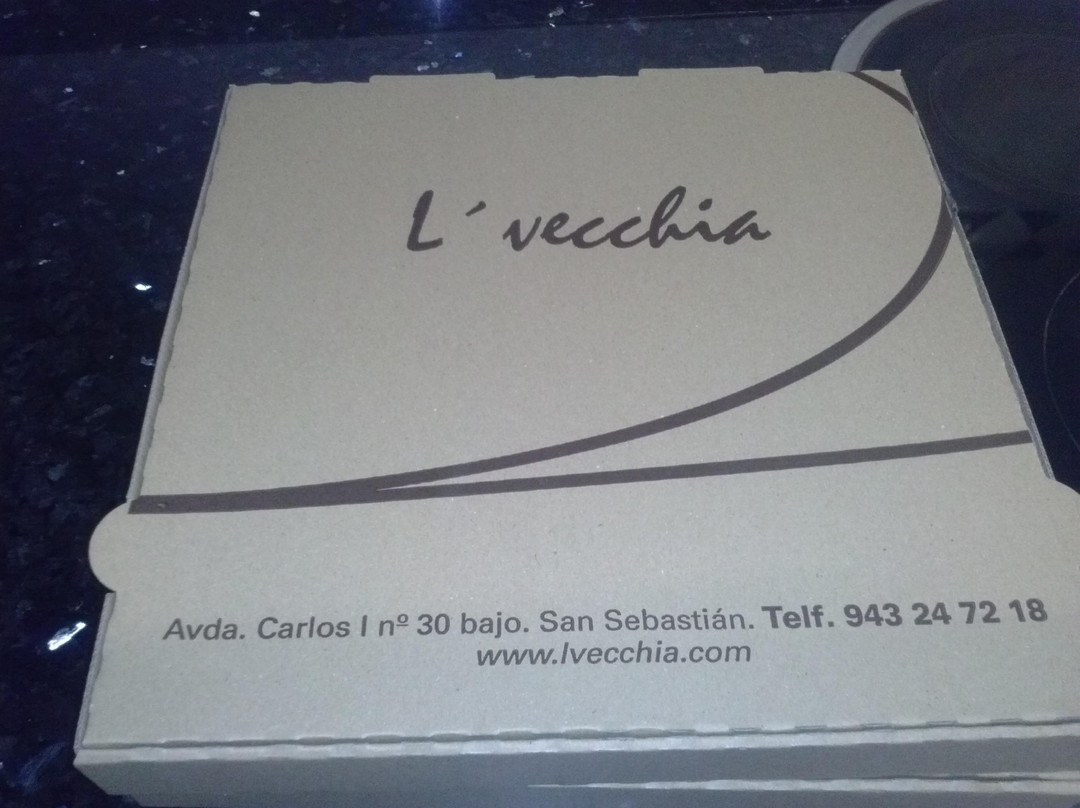 L´ vecchia
Avda. Carlos I nº 30 bajo. San Sebastián. Telf. 943 24 72 18
www.lvecchia.com